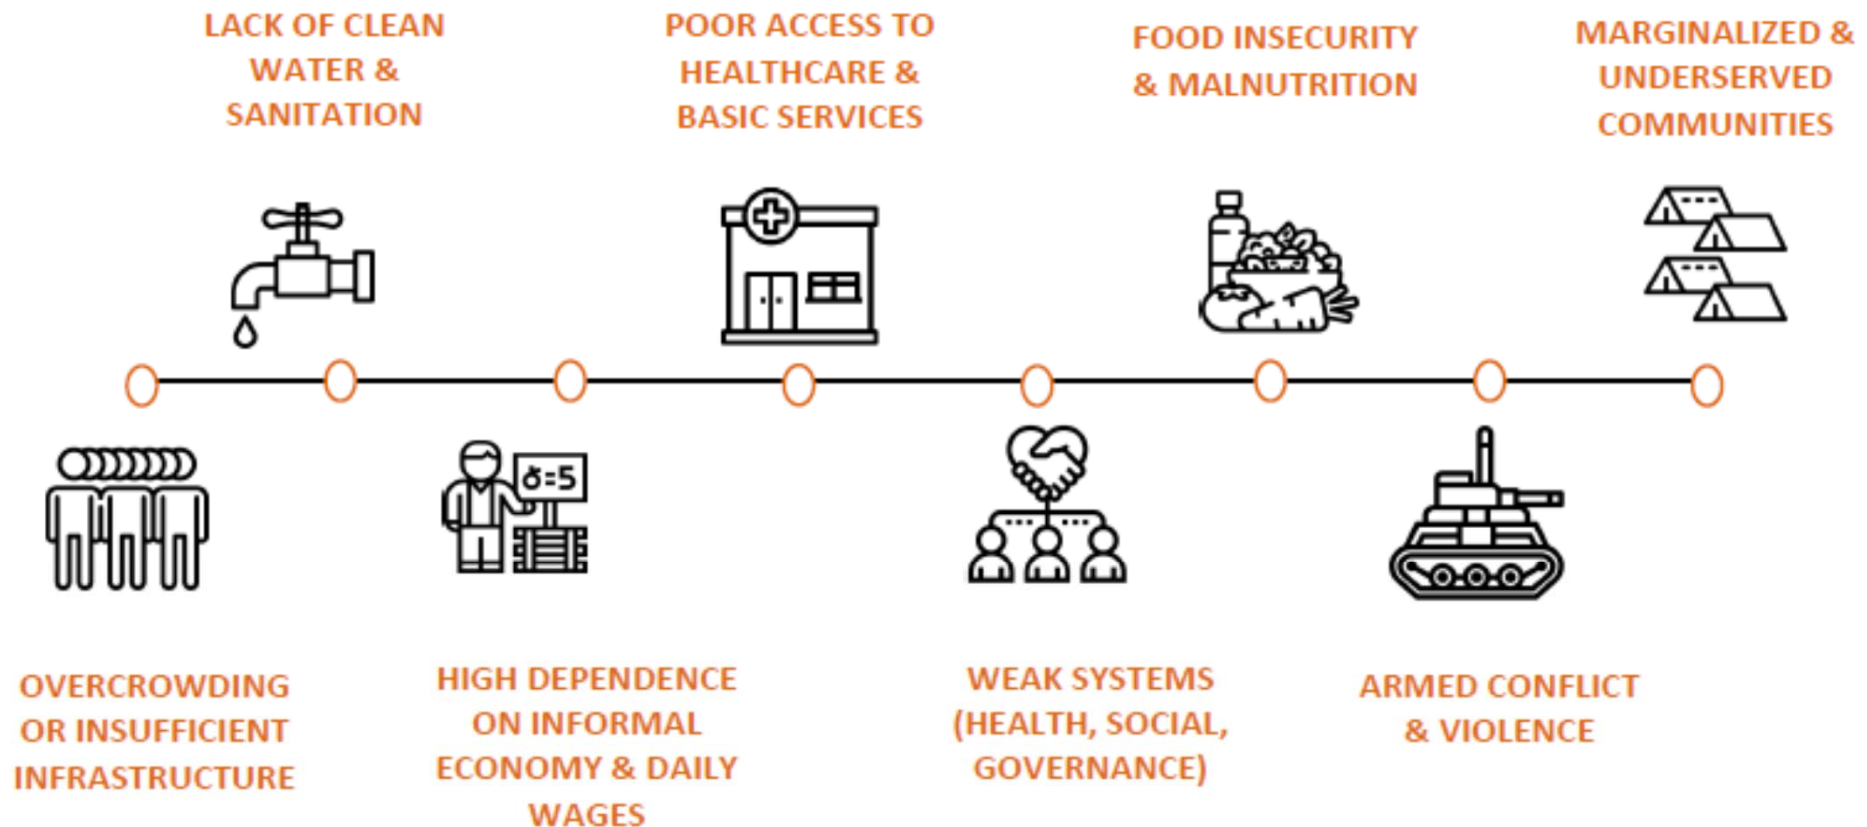 LACK OF CLEAN
WATER &
SANITATION
POOR ACCESS TO
HEALTHCARE &
BASIC SERVICES
FOOD INSECURITY
& MALNUTRITION
MARGINALIZED &
UNDERSERVED
COMMUNITIES
OVERCROWDING
OR INSUFFICIENT
INFRASTRUCTURE
HIGH DEPENDENCE
ON INFORMAL
ECONOMY & DAILY
WAGES
WEAK SYSTEMS
(HEALTH, SOCIAL,
GOVERNANCE)
ARMED CONFLICT
& VIOLENCE